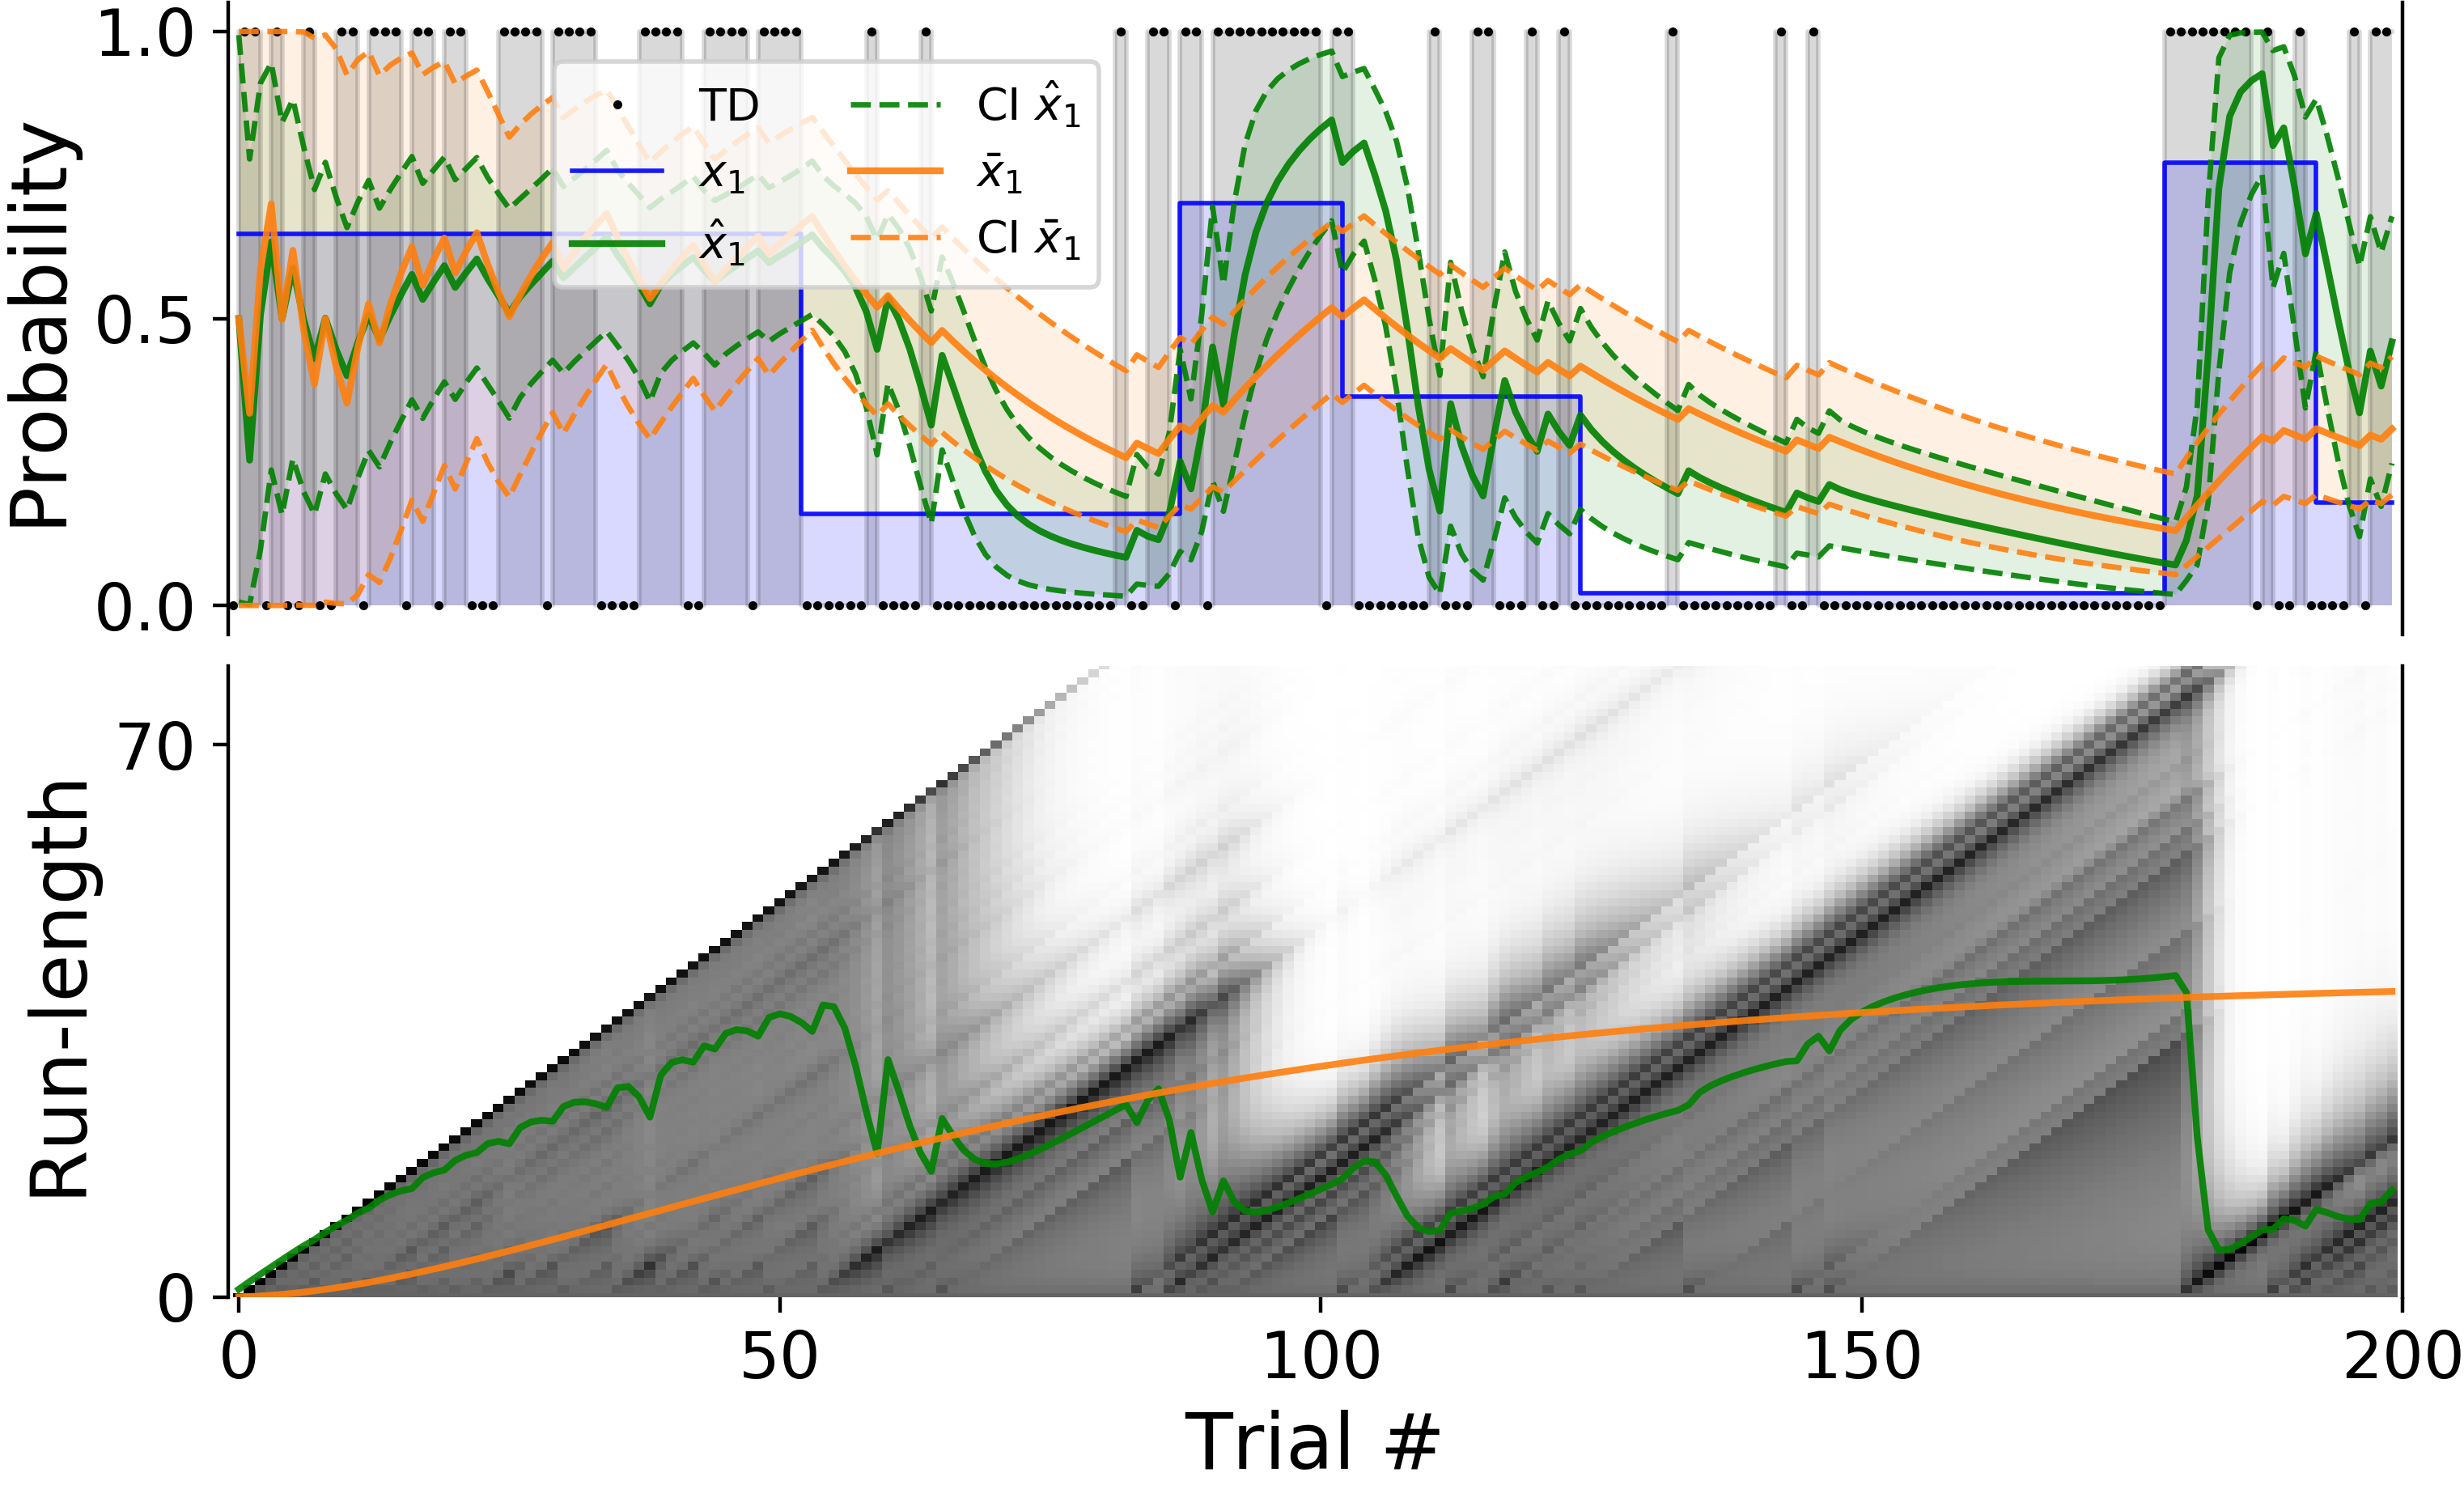 Probability
1.0
0.5
0.0
TD
x₁
x̂₁
CI x̂₁
x̄₁
CI x̄₁
Run-length
70
0
0 50 100 150 200
Trial #